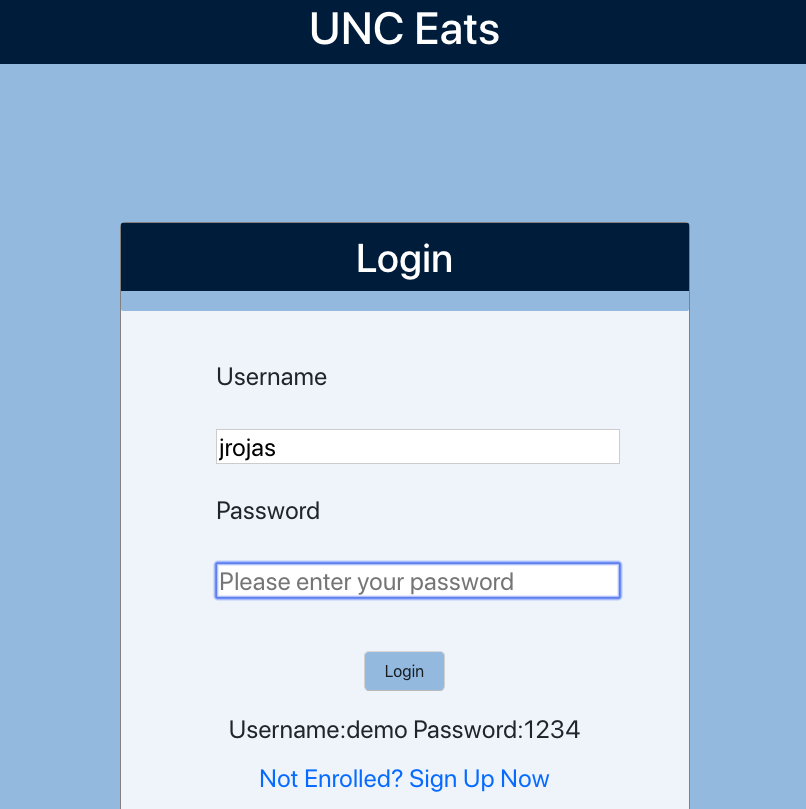 UNC Eats
Login
Username
jrojas
Password
Please enter your password
Login
Username:demo Password:1234
Not Enrolled? Sign Up Now